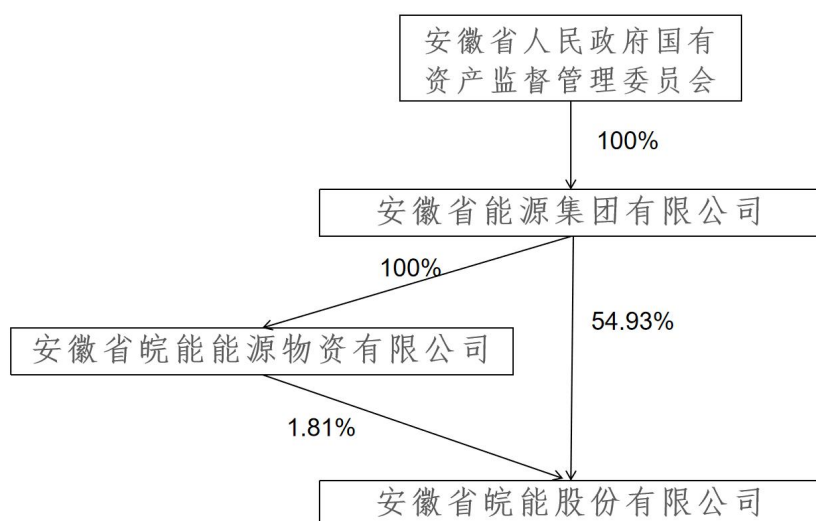 安徽省人民政府国有
资产监督管理委员会
100%
安徽省能源集团有限公司
100%
54.93%
安徽省皖能能源物资有限公司
1.81%
安徽省皖能股份有限公司